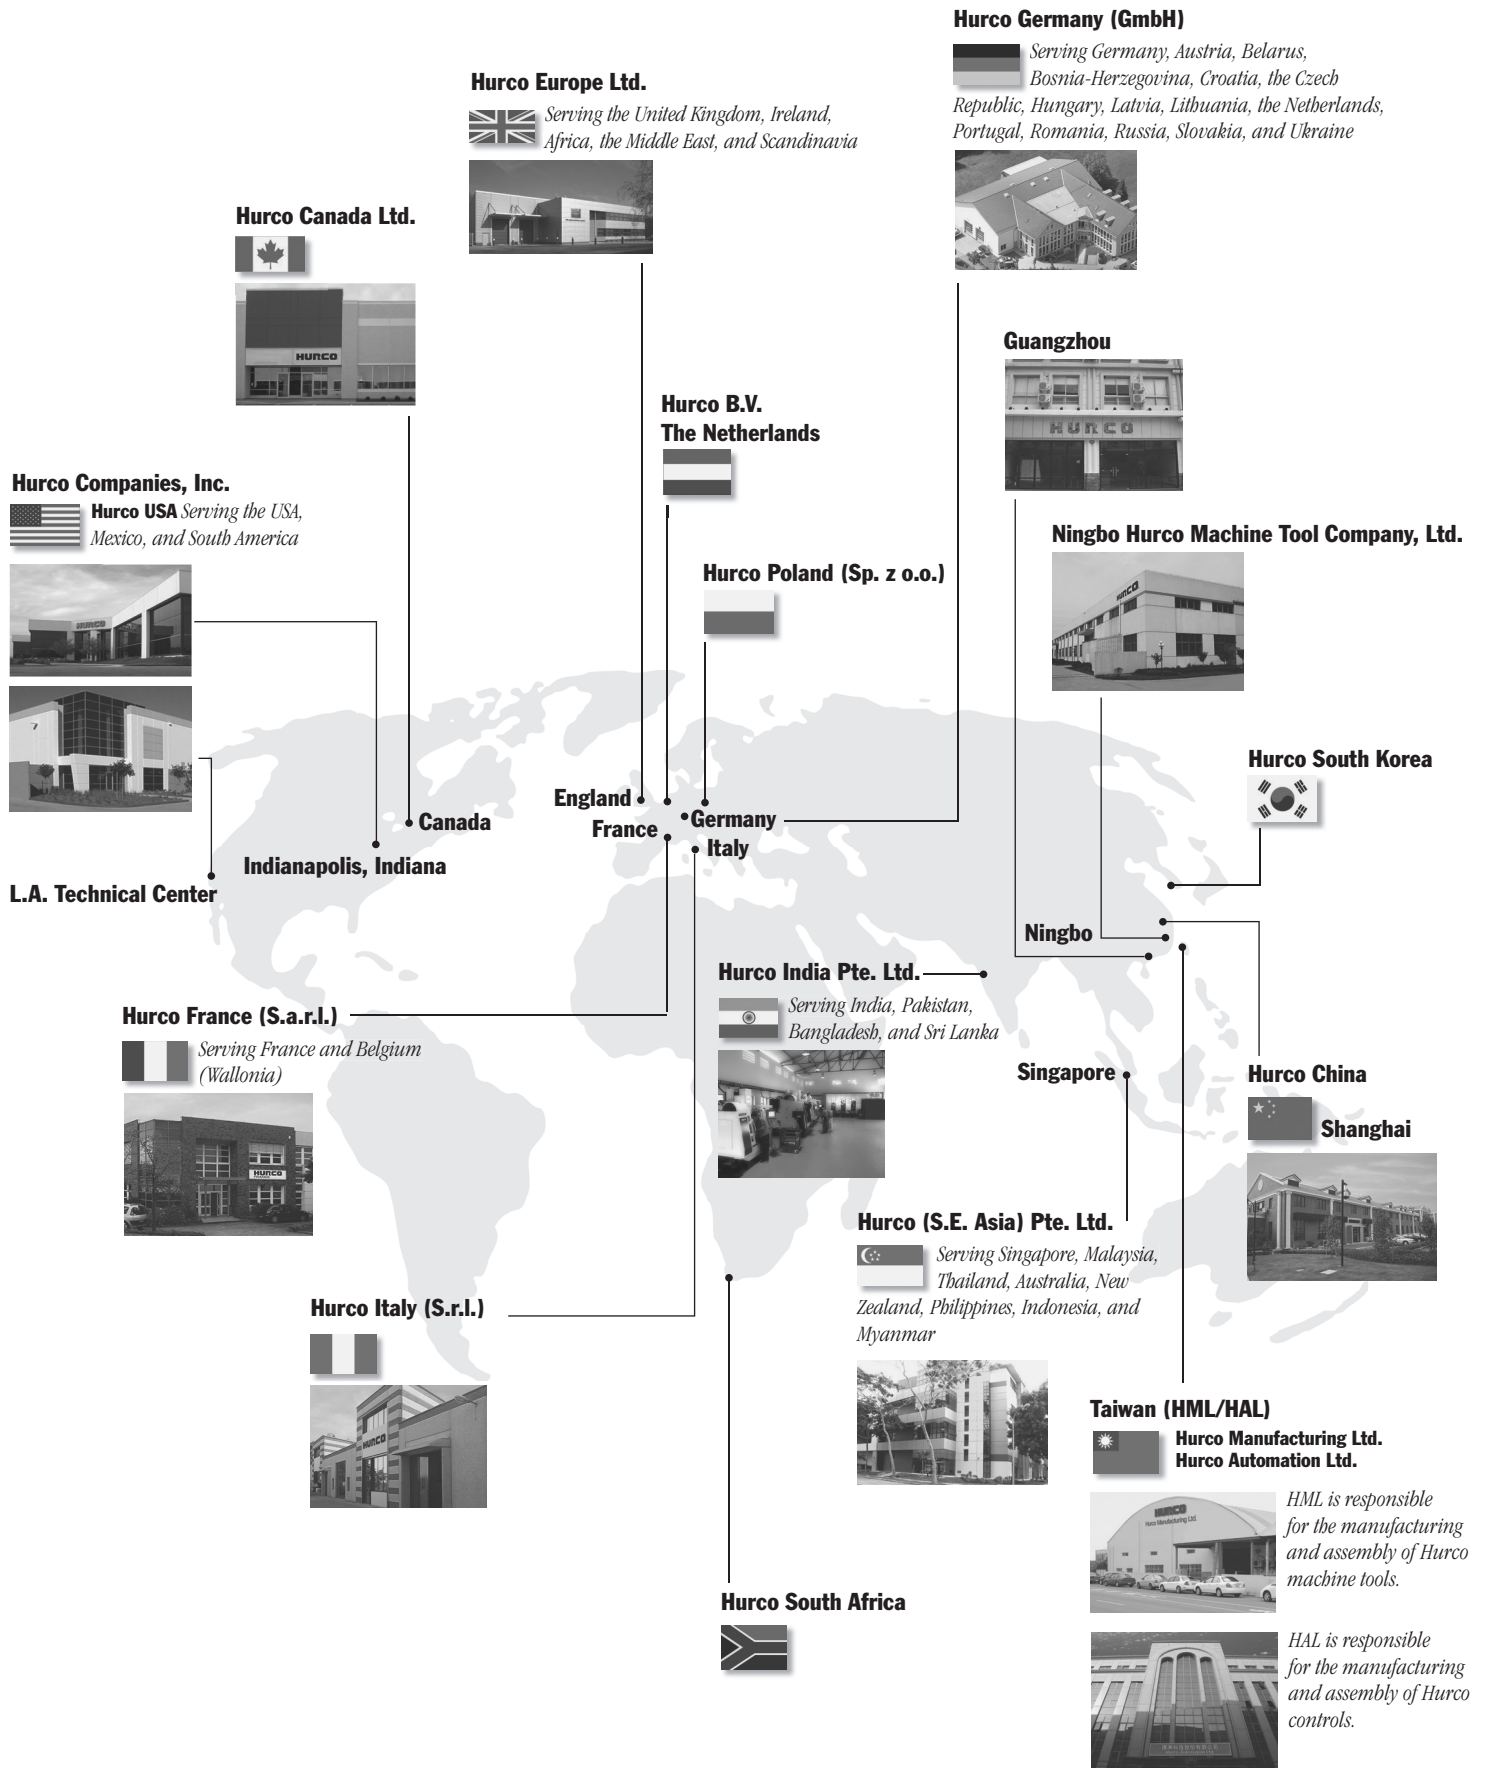 Hurco Germany (GmbH)
Serving Germany, Austria, Belarus,
Bosnia-Herzegovina, Croatia, the Czech
Republic, Hungary, Latvia, Lithuania, the Netherlands,
Portugal, Romania, Russia, Slovakia, and Ukraine
Hurco Europe Ltd.
Serving the United Kingdom, Ireland,
Africa, the Middle East, and Scandinavia
Hurco Canada Ltd.
HURCO
Guangzhou
HURCO
Hurco B.V.
The Netherlands
Hurco Companies, Inc.
Hurco USA Serving the USA,
Mexico, and South America
HURCO
Ningbo Hurco Machine Tool Company, Ltd.
HURCO
Hurco Poland (Sp. z o.o.)
Hurco South Korea
England
France
Germany
Italy
Canada
Indianapolis, Indiana
L.A. Technical Center
Ningbo
Hurco India Pte. Ltd.
Serving India, Pakistan,
Bangladesh, and Sri Lanka
Hurco France (S.a.r.l.)
Serving France and Belgium
(Wallonia)
HURCO
Singapore
Hurco China
Shanghai
Hurco (S.E. Asia) Pte. Ltd.
Serving Singapore, Malaysia,
Thailand, Australia, New
Zealand, Philippines, Indonesia, and
Myanmar
Hurco Italy (S.r.l.)
HURCO
Taiwan (HML/HAL)
Hurco Manufacturing Ltd.
Hurco Automation Ltd.
HURCO
Hurco Manufacturing Ltd.
HML is responsible
for the manufacturing
and assembly of Hurco
machine tools.
Hurco South Africa
HAL is responsible
for the manufacturing
and assembly of Hurco
controls.